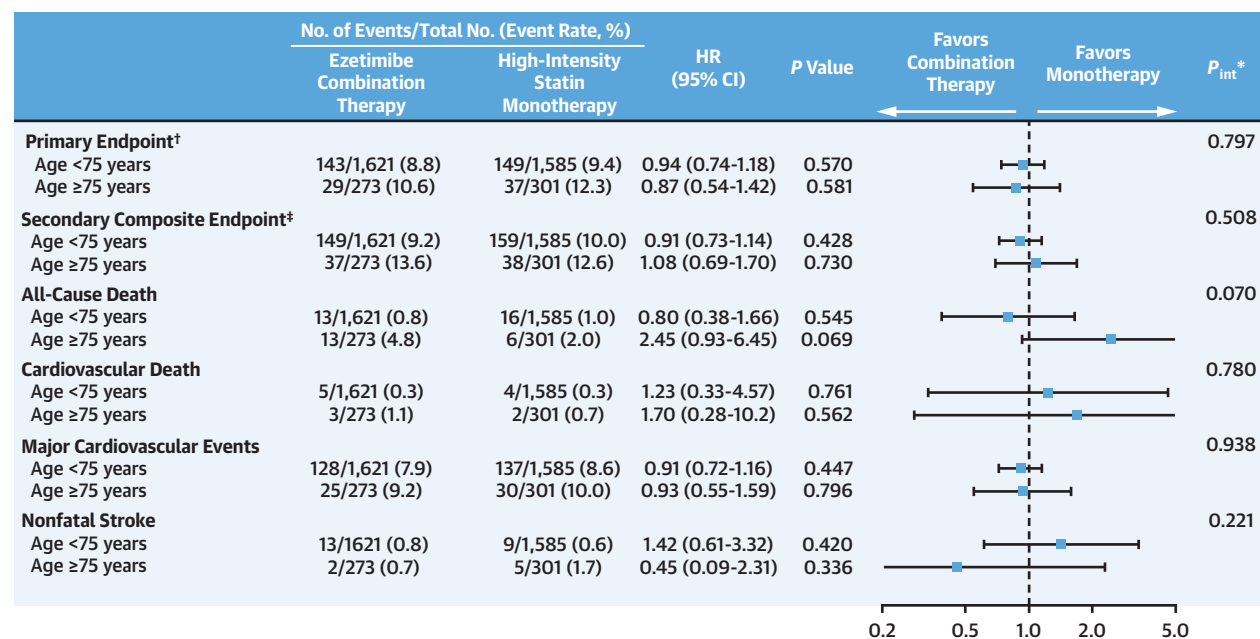 No. of Events/Total No. (Event Rate, %)
Ezetimibe Combination Therapy
High-Intensity Statin Monotherapy
HR (95% CI)
P Value
Favors Combination Therapy
Favors Monotherapy
Pint*
Primary Endpoint† 0.797
Age <75 years 143/1,621 (8.8) 149/1,585 (9.4) 0.94 (0.74-1.18) 0.570
Age ≥75 years 29/273 (10.6) 37/301 (12.3) 0.87 (0.54-1.42) 0.581
Secondary Composite Endpoint‡ 0.508
Age <75 years 149/1,621 (9.2) 159/1,585 (10.0) 0.91 (0.73-1.14) 0.428
Age ≥75 years 37/273 (13.6) 38/301 (12.6) 1.08 (0.69-1.70) 0.730
All-Cause Death 0.070
Age <75 years 13/1,621 (0.8) 16/1,585 (1.0) 0.80 (0.38-1.66) 0.545
Age ≥75 years 13/273 (4.8) 6/301 (2.0) 2.45 (0.93-6.45) 0.069
Cardiovascular Death 0.780
Age <75 years 5/1,621 (0.3) 4/1,585 (0.3) 1.23 (0.33-4.57) 0.761
Age ≥75 years 3/273 (1.1) 2/301 (0.7) 1.70 (0.28-10.2) 0.562
Major Cardiovascular Events 0.938
Age <75 years 128/1,621 (7.9) 137/1,585 (8.6) 0.91 (0.72-1.16) 0.447
Age ≥75 years 25/273 (9.2) 30/301 (10.0) 0.93 (0.55-1.59) 0.796
Nonfatal Stroke 0.221
Age <75 years 13/1621 (0.8) 9/1,585 (0.6) 1.42 (0.61-3.32) 0.420
Age ≥75 years 2/273 (0.7) 5/301 (1.7) 0.45 (0.09-2.31) 0.336
0.2 0.5 1.0 2.0 5.0